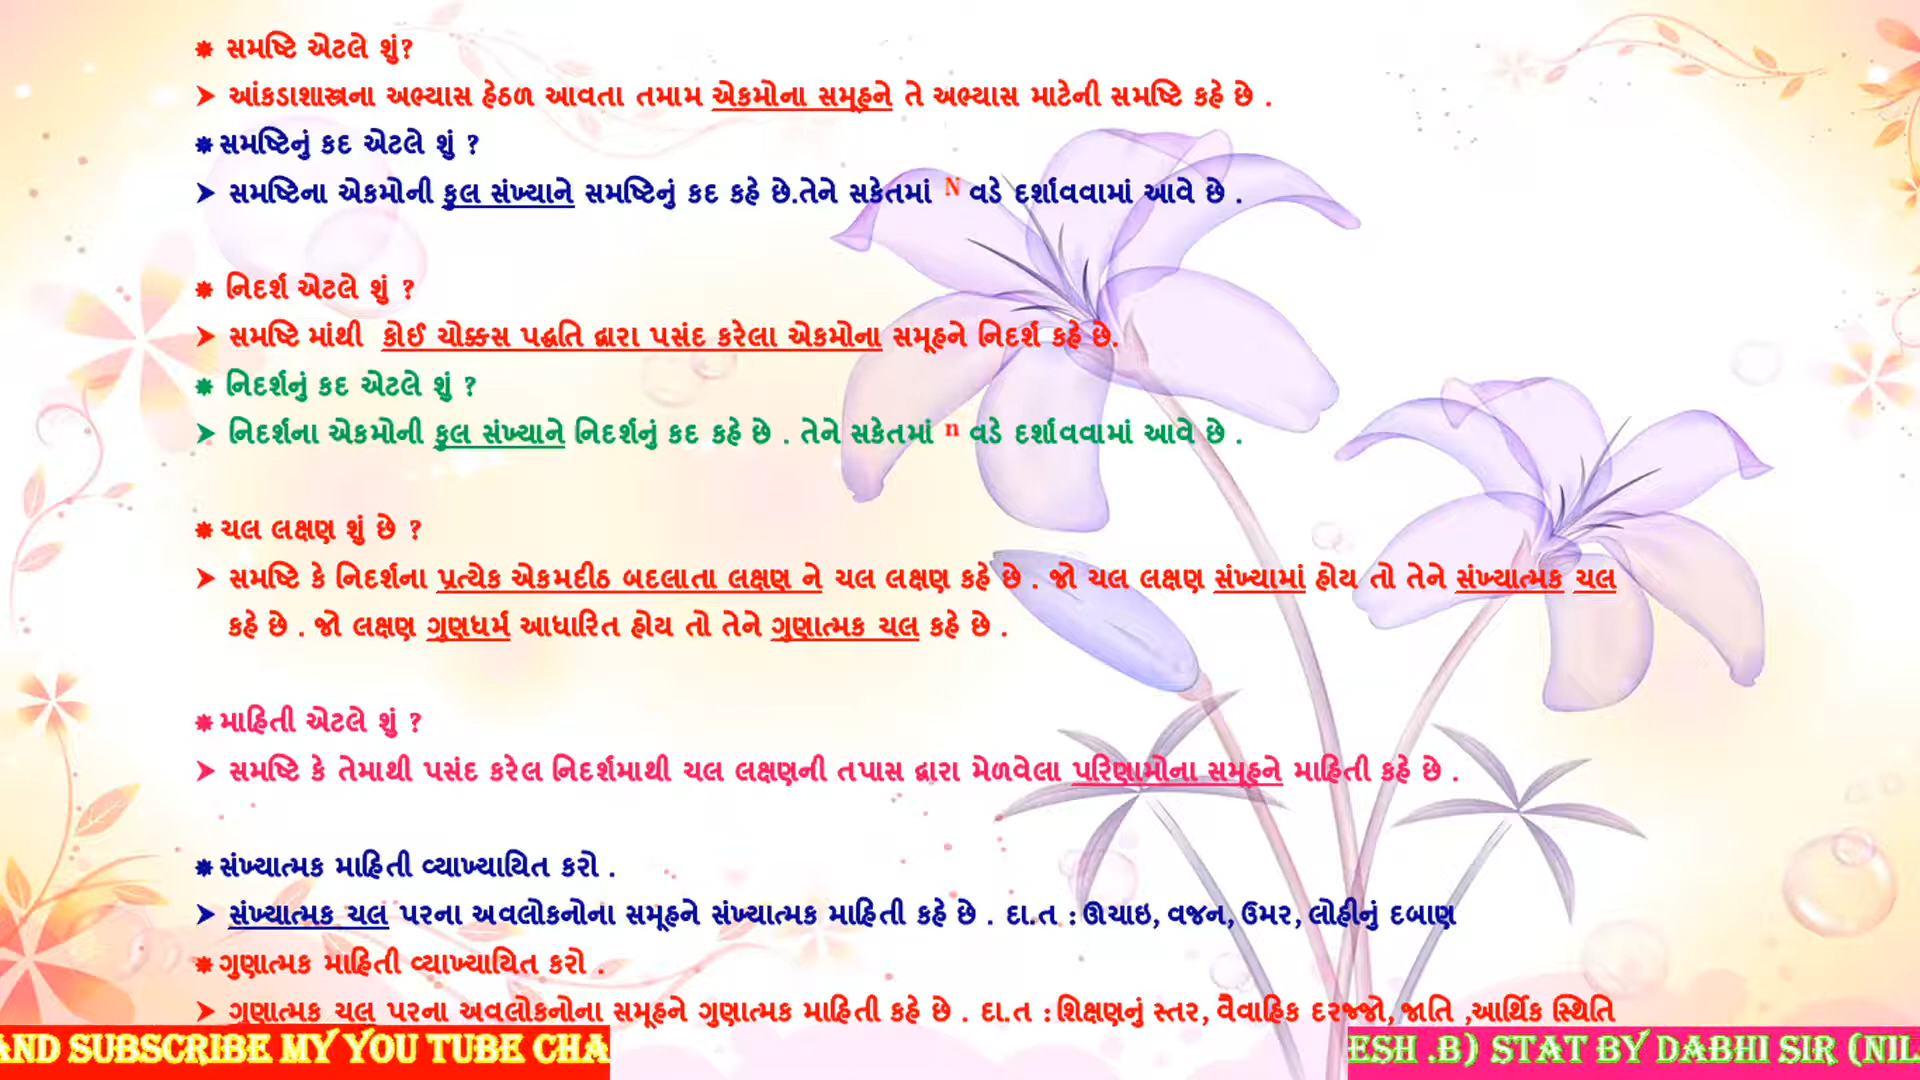 ✸ સમષ્ટિ એટલે શું?
➤ આંકડાશાસ્ત્રના અભ્યાસ હેઠળ આવતા તમામ એકમોના સમૂહને તે અભ્યાસ માટેની સમષ્ટિ કહે છે .
✸ સમષ્ટિનું કદ એટલે શું ?
➤ સમષ્ટિના એકમોની કુલ સંખ્યાને સમષ્ટિનું કદ કહે છે.તેને સકેતમાં N વડે દર્શાવવામાં આવે છે .
✸ નિદર્શ એટલે શું ?
➤ સમષ્ટિ માંથી કોઈ ચોક્કસ પદ્ધતિ દ્વારા પસંદ કરેલા એકમોના સમૂહને નિદર્શ કહે છે.
✸ નિદર્શનું કદ એટલે શું ?
➤ નિદર્શના એકમોની કુલ સંખ્યાને નિદર્શનું કદ કહે છે . તેને સકેતમાં n વડે દર્શાવવામાં આવે છે .
✸ ચલ લક્ષણ શું છે ?
➤ સમષ્ટિ કે નિદર્શના પ્રત્યેક એકમદીઠ બદલાતા લક્ષણ ને ચલ લક્ષણ કહે છે . જો ચલ લક્ષણ સંખ્યામાં હોય તો તેને સંખ્યાત્મક ચલ
કહે છે . જો લક્ષણ ગુણધર્મ આધારિત હોય તો તેને ગુણાત્મક ચલ કહે છે .
✸ માહિતી એટલે શું ?
➤ સમષ્ટિ કે તેમાથી પસંદ કરેલ નિદર્શમાથી ચલ લક્ષણની તપાસ દ્વારા મેળવેલા પરિણામોના સમૂહને માહિતી કહે છે .
✸ સંખ્યાત્મક માહિતી વ્યાખ્યાયિત કરો .
➤ સંખ્યાત્મક ચલ પરના અવલોકનોના સમૂહને સંખ્યાત્મક માહિતી કહે છે . દા.ત : ઊચાઇ, વજન, ઉમર, લોહીનું દબાણ
✸ ગુણાત્મક માહિતી વ્યાખ્યાયિત કરો .
➤ ગુણાત્મક ચલ પરના અવલોકનોના સમૂહને ગુણાત્મક માહિતી કહે છે . દા.ત : શિક્ષણનું સ્તર, વૈવાહિક દરજ્જો, જાતિ ,આર્થિક સ્થિતિ
AND SUBSCRIBE MY YOU TUBE CHA
ESH .B) STAT BY DABHI SIR (NIL